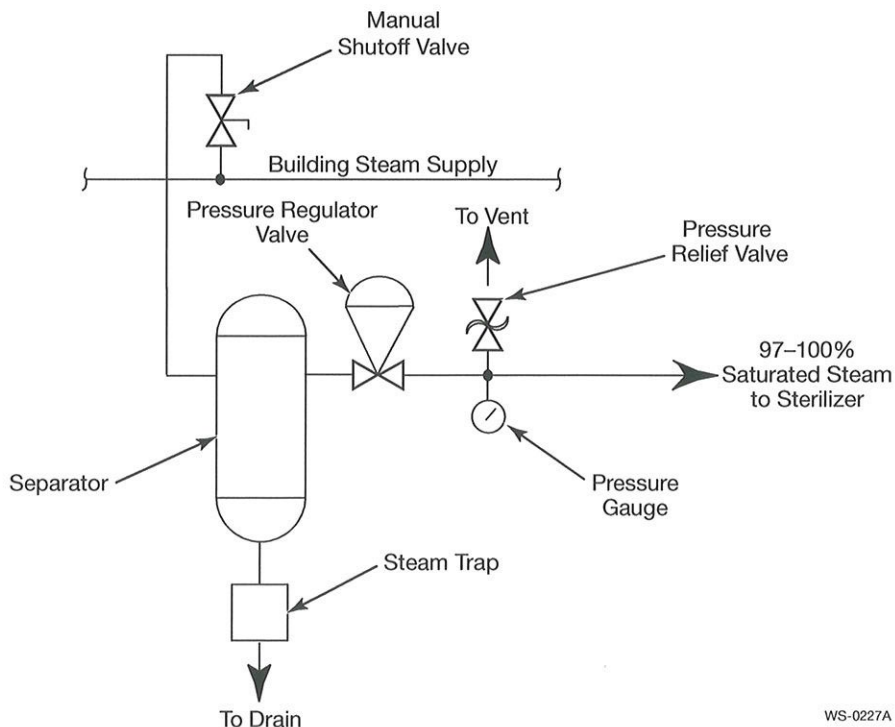 Manual
Shutoff Valve
Building Steam Supply
Pressure Regulator
Valve
To Vent
Pressure
Relief Valve
97–100%
Saturated Steam
to Sterilizer
Separator
Pressure
Gauge
Steam Trap
To Drain
WS-0227A